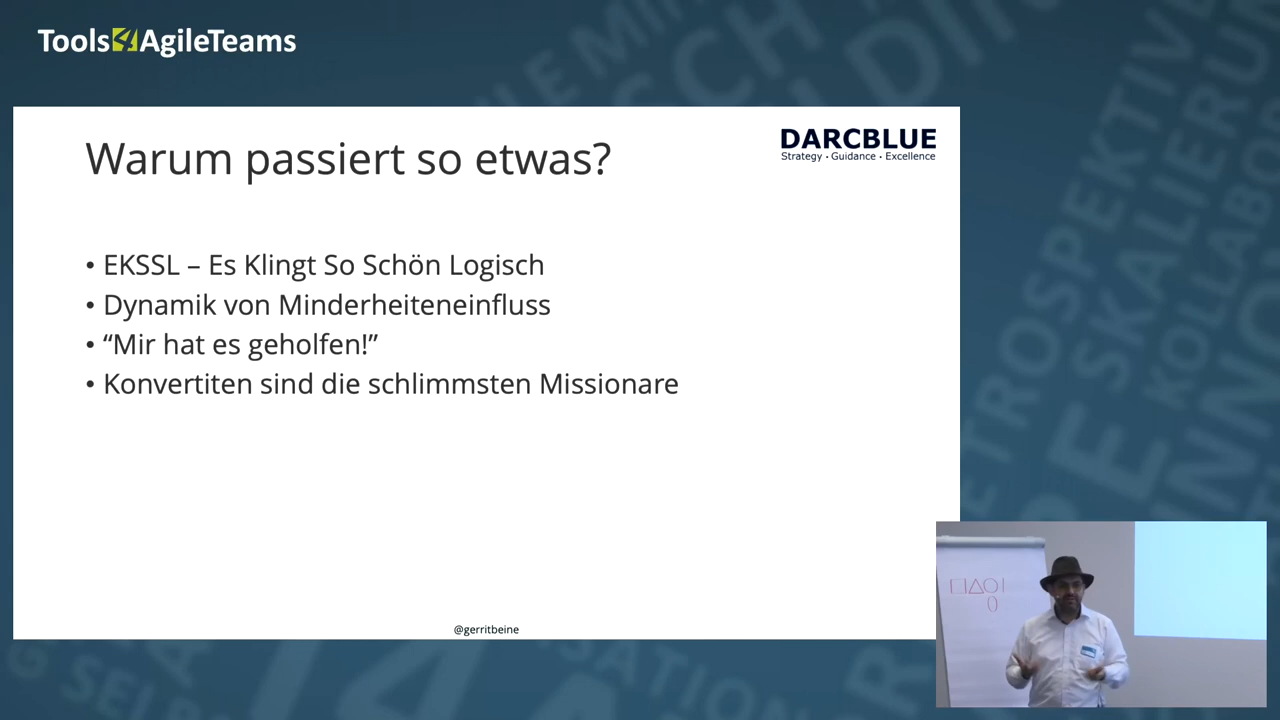 Tools4AgileTeams
Warum passiert so etwas?
DARCBLUE
Strategy • Guidance • Excellence
• EKSSL – Es Klingt So Schön Logisch
• Dynamik von Minderheiteneinfluss
• “Mir hat es geholfen!”
• Konvertiten sind die schlimmsten Missionare
@gerritbeine